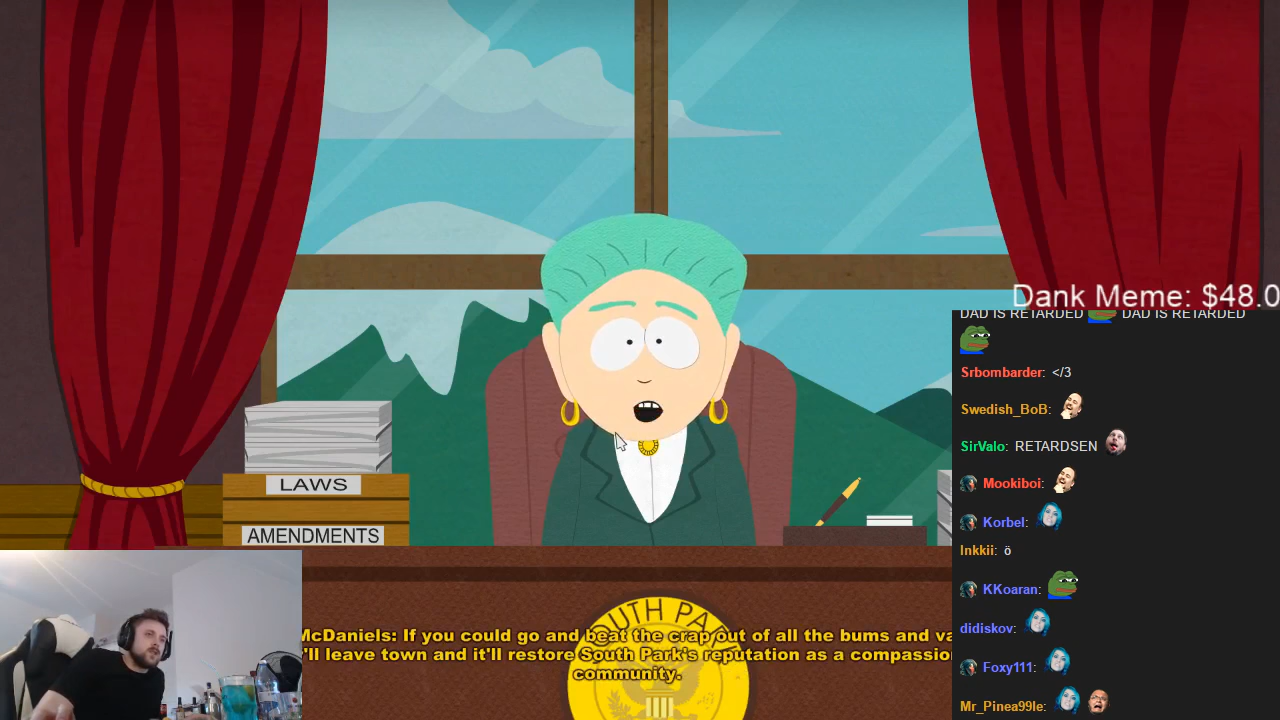 Dank Meme: $48.0
DAD IS RETARDED DAD IS RETARDED
Srbombarder: </3
Swedish_BoB:
SirValo: RETARDSEN
Mookiboi:
Korbel:
Inkkii: ö
KKoaran:
didiskov:
Foxy111:
Mr_Pinea99le:
LAWS
AMENDMENTS
SOUTH PARK
McDaniels: If you could go and beat the crap out of all the bums and va
'll leave town and it'll restore South Park's reputation as a compassio
community.